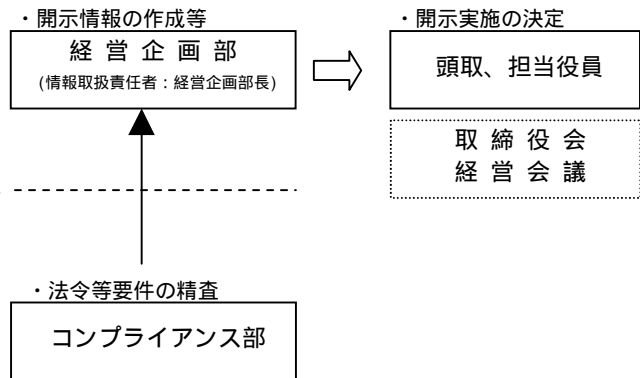 ・開示情報の作成等
経営企画部
(情報取扱責任者：経営企画部長)
・開示実施の決定
頭取、担当役員
取締役会
経営会議
・法令等要件の精査
コンプライアンス部